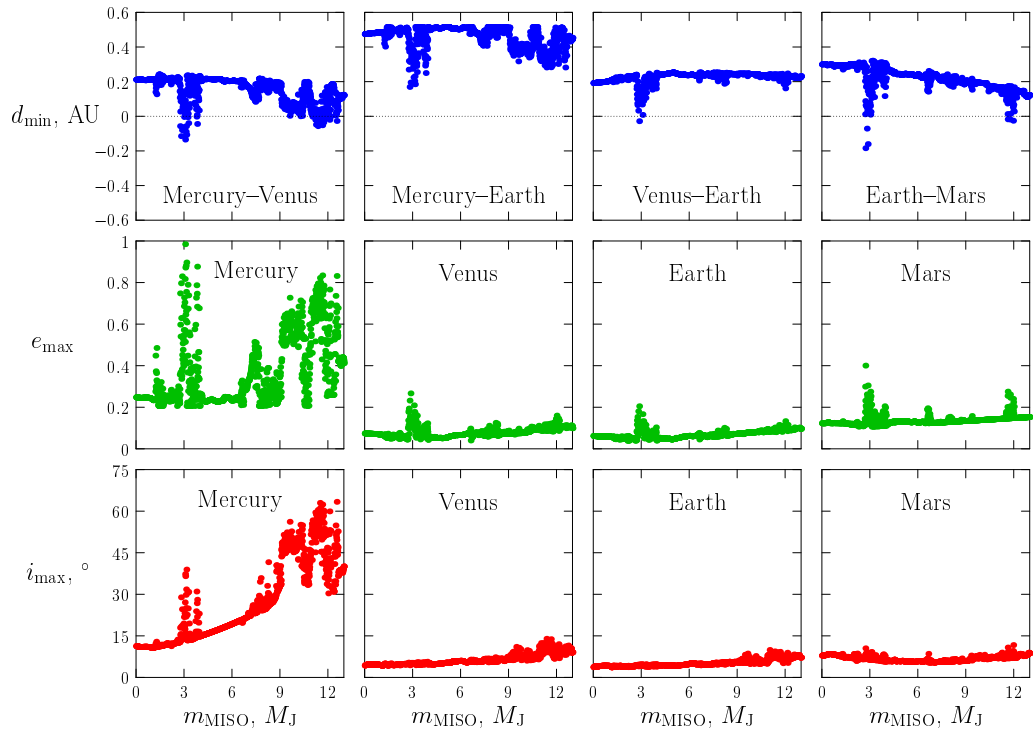 0.6
0.4
0.2
0
−0.2
−0.4
−0.6
d_min, AU
Mercury–Venus
Mercury–Earth
Venus–Earth
Earth–Mars
1
0.8
0.6
0.4
0.2
0
e_max
Mercury
Venus
Earth
Mars
75
60
45
30
15
0
i_max, °
Mercury
Venus
Earth
Mars
0 3 6 9 12 0 3 6 9 12 0 3 6 9 12 0 3 6 9 12
m_MISO, M_J m_MISO, M_J m_MISO, M_J m_MISO, M_J